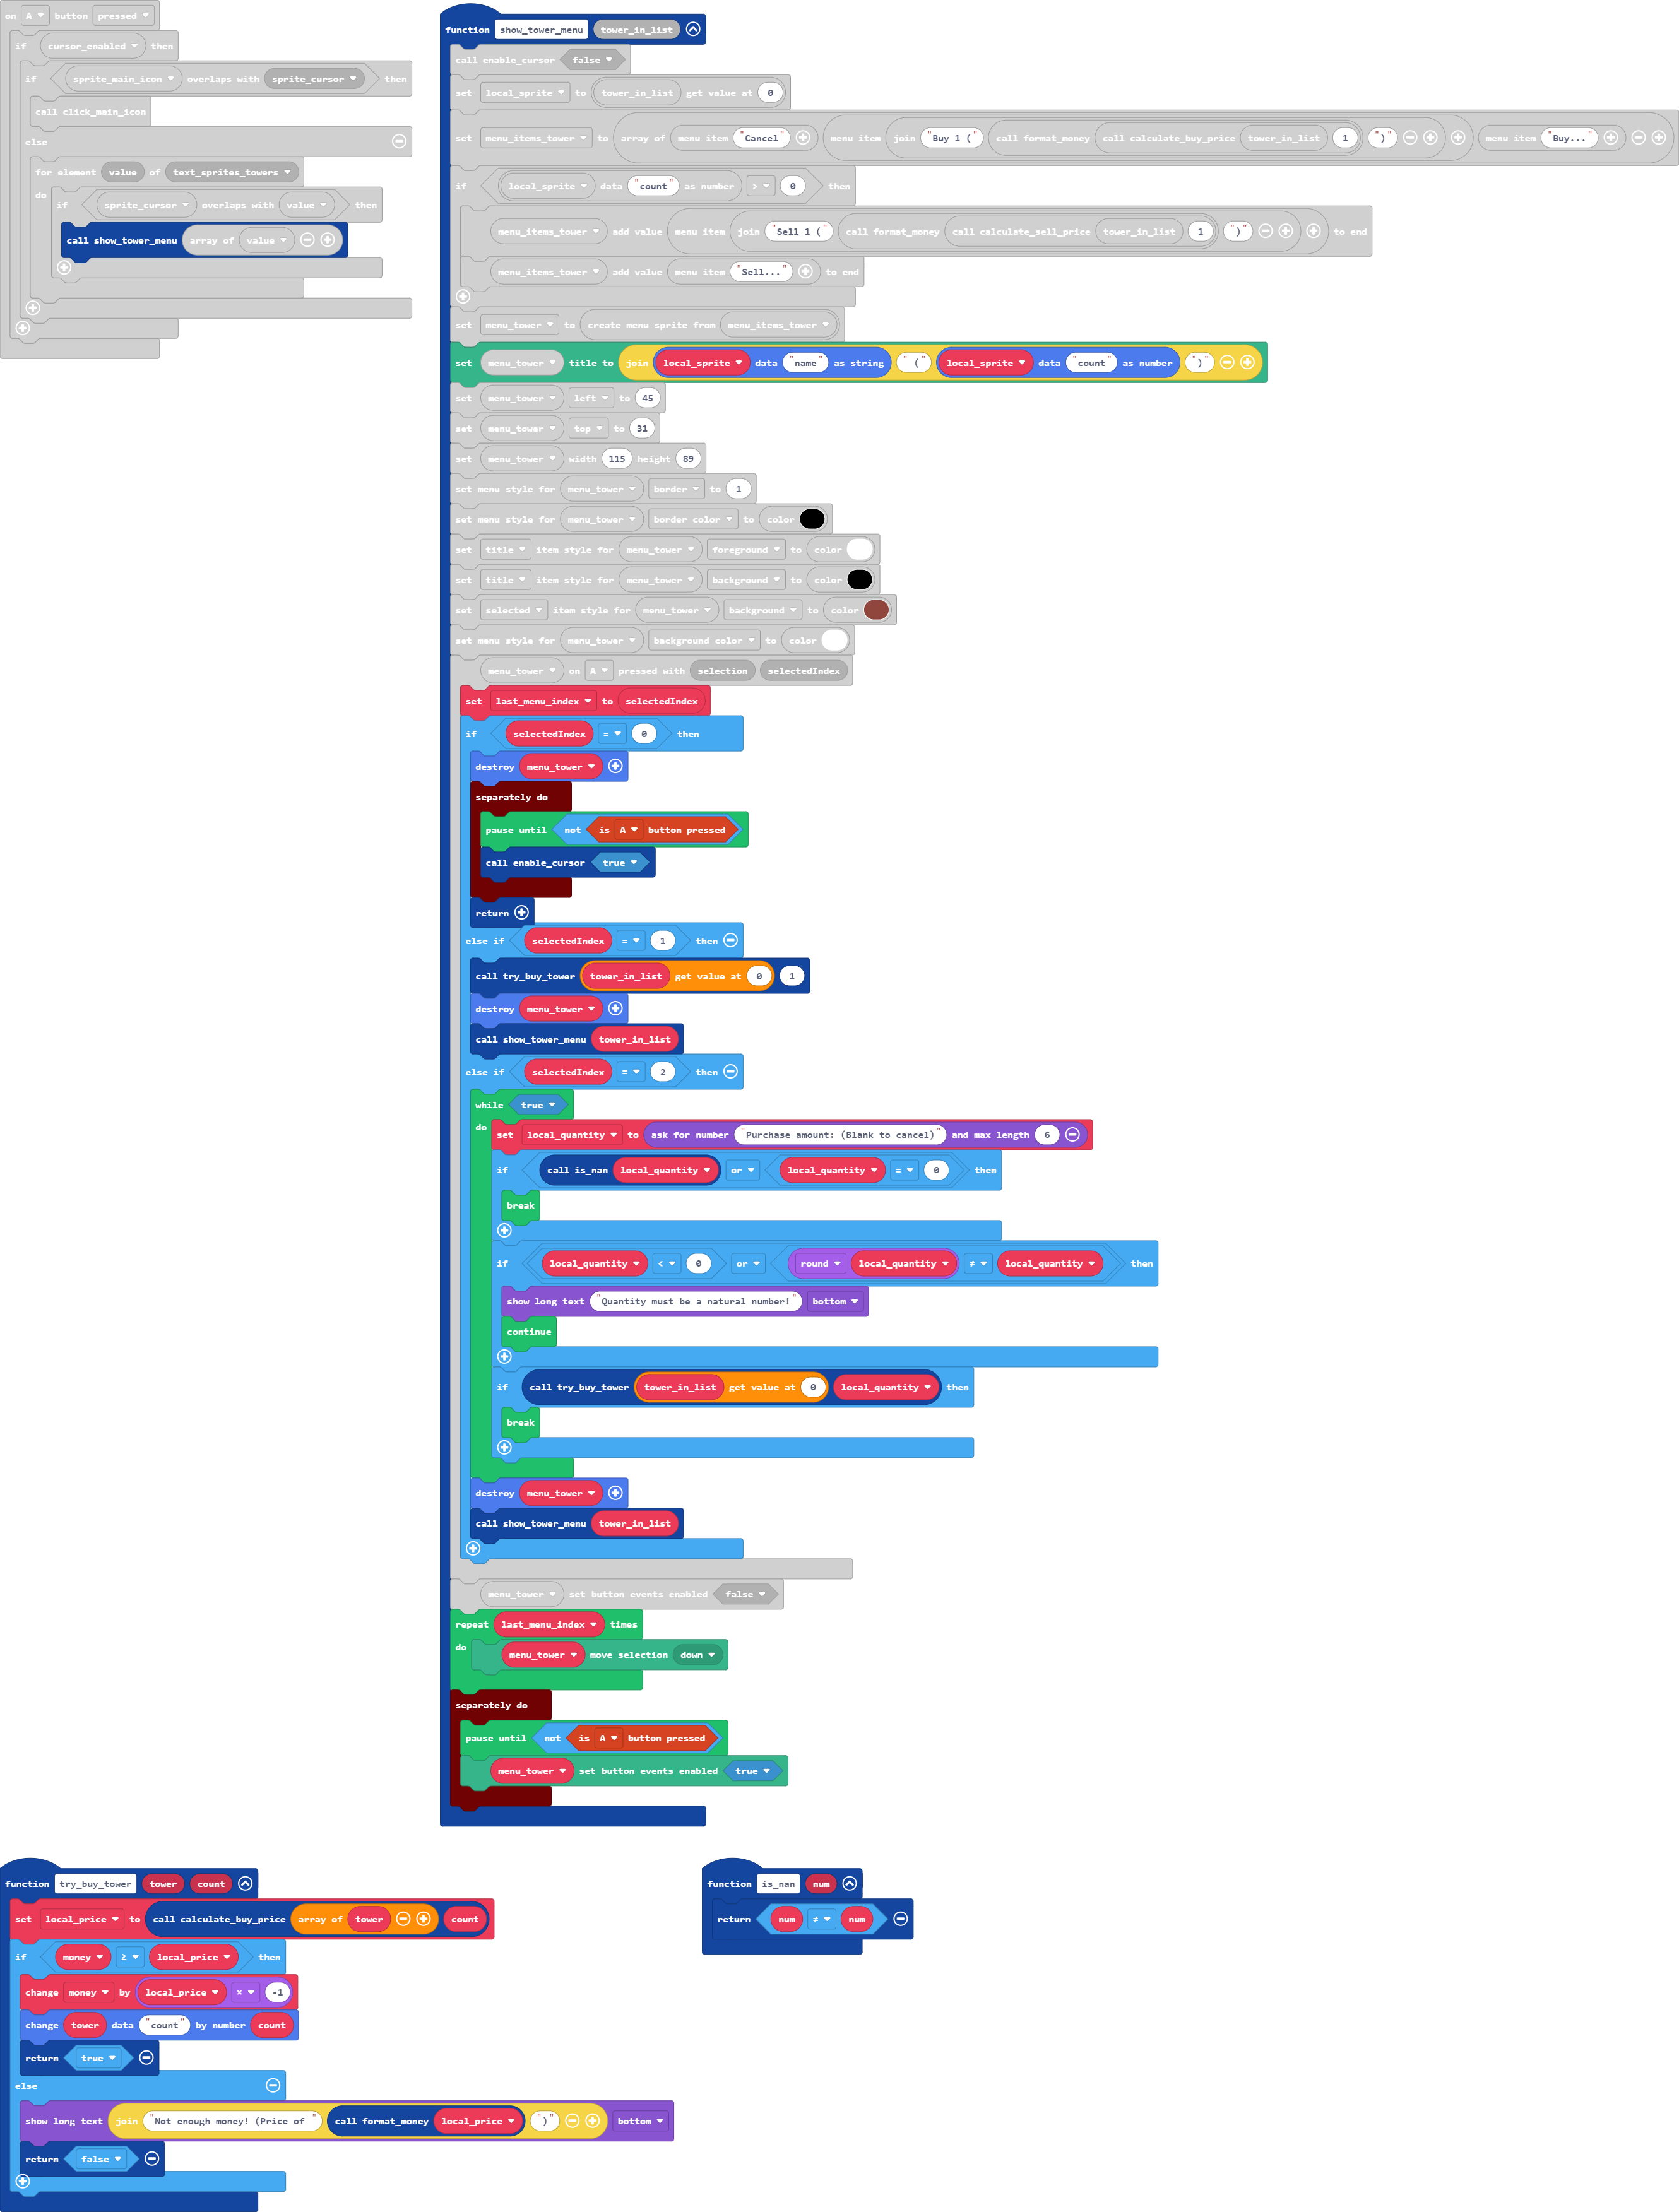 on A button pressed
if cursor_enabled then
if sprite_main_icon overlaps with sprite_cursor then
call click_main_icon
else
for element value of text_sprites_towers
do
if sprite_cursor overlaps with value then
call show_tower_menu array of value
function show_tower_menu tower_in_list
call enable_cursor false
set local_sprite to tower_in_list get value at 0
set menu_items_tower to array of menu item "Cancel" menu item join "Buy 1 (" call format_money call calculate_buy_price tower_in_list 1 ")" menu item "Buy..."
if local_sprite data "count" as number > 0 then
menu_items_tower add value menu item join "Sell 1 (" call format_money call calculate_sell_price tower_in_list 1 ")" to end
menu_items_tower add value menu item "Sell..." to end
set menu_tower to create menu sprite from menu_items_tower
set menu_tower title to join local_sprite data "name" as string " (" local_sprite data "count" as number ")"
set menu_tower left to 45
set menu_tower top to 31
set menu_tower width 115 height 89
set menu style for menu_tower border to 1
set menu style for menu_tower border color to color
set title item style for menu_tower foreground to color
set title item style for menu_tower background to color
set selected item style for menu_tower background to color
set menu style for menu_tower background color to color
menu_tower on A pressed with selection selectedIndex
set last_menu_index to selectedIndex
if selectedIndex = 0 then
destroy menu_tower
separately do
pause until not is A button pressed
call enable_cursor true
return
else if selectedIndex = 1 then
call try_buy_tower tower_in_list get value at 0 1
destroy menu_tower
call show_tower_menu tower_in_list
else if selectedIndex = 2 then
while true
do
set local_quantity to ask for number "Purchase amount: (Blank to cancel)" and max length 6
if call is_nan local_quantity or local_quantity = 0 then
break
if local_quantity < 0 or round local_quantity ≠ local_quantity then
show long text "Quantity must be a natural number!" bottom
continue
if call try_buy_tower tower_in_list get value at 0 local_quantity then
break
destroy menu_tower
call show_tower_menu tower_in_list
menu_tower set button events enabled false
repeat last_menu_index times
do
menu_tower move selection down
separately do
pause until not is A button pressed
menu_tower set button events enabled true
function try_buy_tower tower count
set local_price to call calculate_buy_price array of tower count
if money ≥ local_price then
change money by local_price × -1
change tower data "count" by number count
return true
else
show long text join "Not enough money! (Price of " call format_money local_price ")" bottom
return false
function is_nan num
return num ≠ num